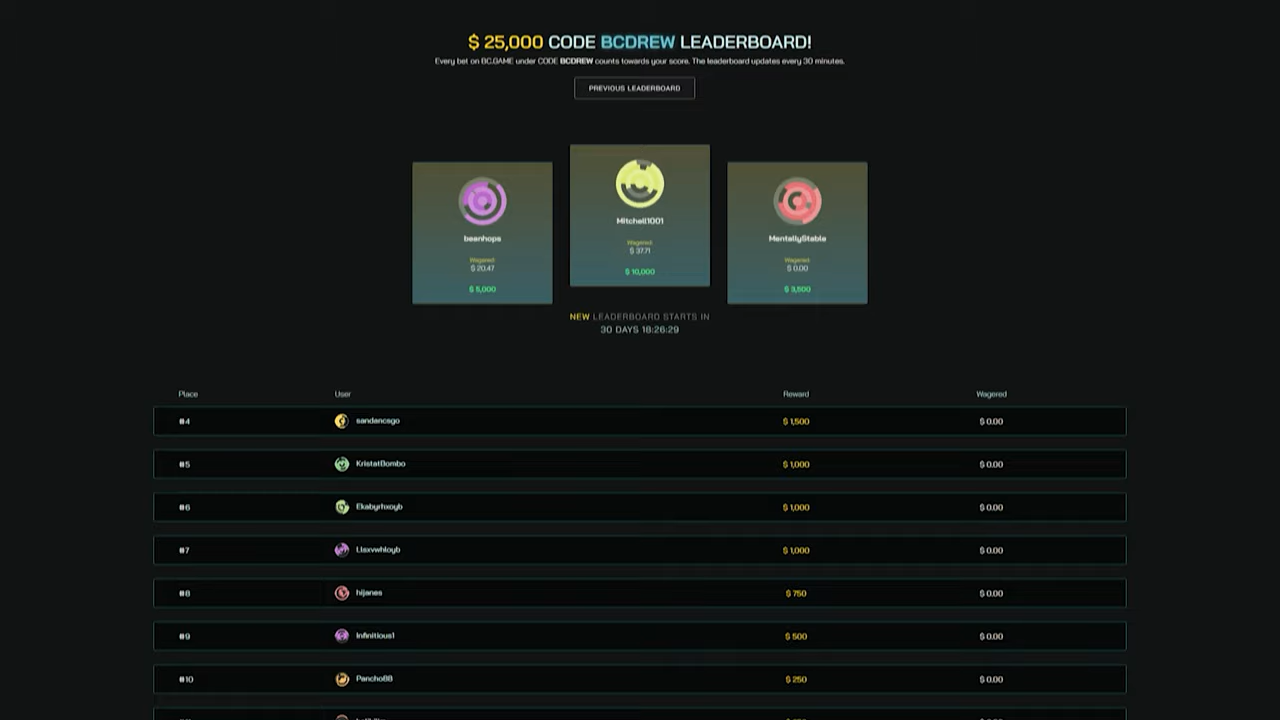 $ 25,000 CODE BCDREW LEADERBOARD!
Every bet on BC.GAME under CODE BCDREW counts towards your score. The leaderboard updates every 30 minutes.
PREVIOUS LEADERBOARD
beanhops
Wagered:
$ 20.47
$ 5,000
Mitchell1001
Wagered:
$ 37.71
$ 10,000
MentallyStable
Wagered:
$ 0.00
$ 3,500
NEW LEADERBOARD STARTS IN
30 DAYS 18:26:29
Place User Reward Wagered
#4 sandancsgo $ 1,500 $ 0.00
#5 KristatBombo $ 1,000 $ 0.00
#6 Ekabyrhxoyb $ 1,000 $ 0.00
#7 Llsxvwhloyb $ 1,000 $ 0.00
#8 hijanes $ 750 $ 0.00
#9 Infinitious1 $ 500 $ 0.00
#10 Pancho88 $ 250 $ 0.00